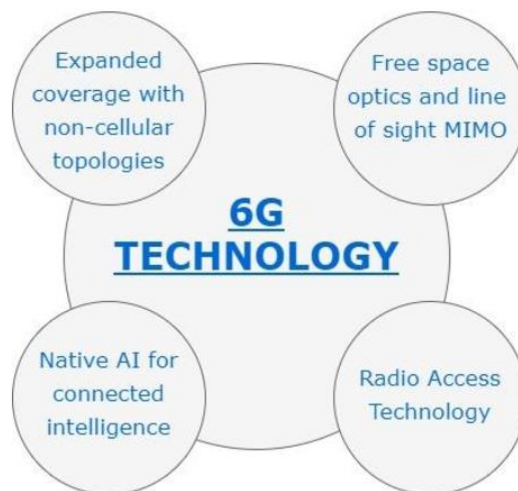 Expanded
coverage with
non-cellular
topologies
Free space
optics and line
of sight MIMO
6G
TECHNOLOGY
Native AI for
connected
intelligence
Radio Access
Technology